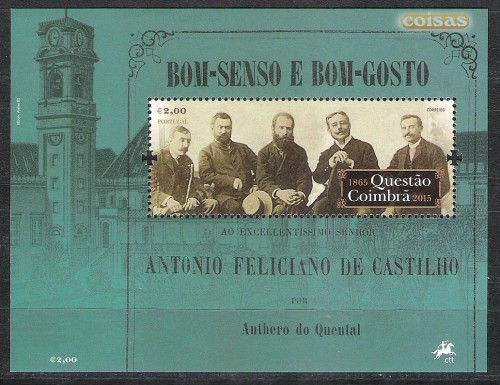 coisas
BOM-SENSO E BOM-GOSTO
€2,00
PORTUGAL
CORREIOS
1865 Questão
Coimbrã 2015
AO EXCELLENTISSIMO SENHOR
ANTONIO FELICIANO DE CASTILHO
POR
Anthero do Quental
€2,00
ctt